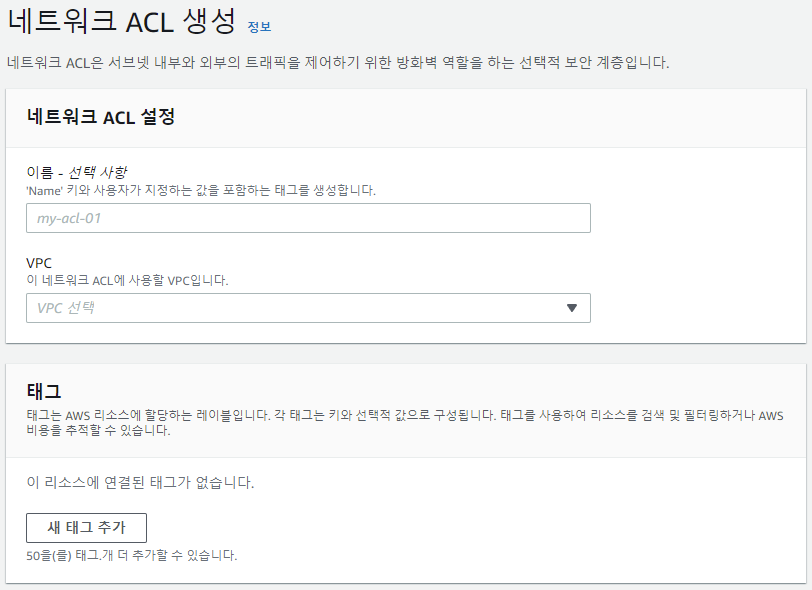 네트워크 ACL 생성 정보
네트워크 ACL은 서브넷 내부와 외부의 트래픽을 제어하기 위한 방화벽 역할을 하는 선택적 보안 계층입니다.
네트워크 ACL 설정
이름 - 선택 사항
'Name' 키와 사용자가 지정하는 값을 포함하는 태그를 생성합니다.
my-acl-01
VPC
이 네트워크 ACL에 사용할 VPC입니다.
VPC 선택
태그
태그는 AWS 리소스에 할당하는 레이블입니다. 각 태그는 키와 선택적 값으로 구성됩니다. 태그를 사용하여 리소스를 검색 및 필터링하거나 AWS
비용을 추적할 수 있습니다.
이 리소스에 연결된 태그가 없습니다.
새 태그 추가
50을(를) 태그.개 더 추가할 수 있습니다.